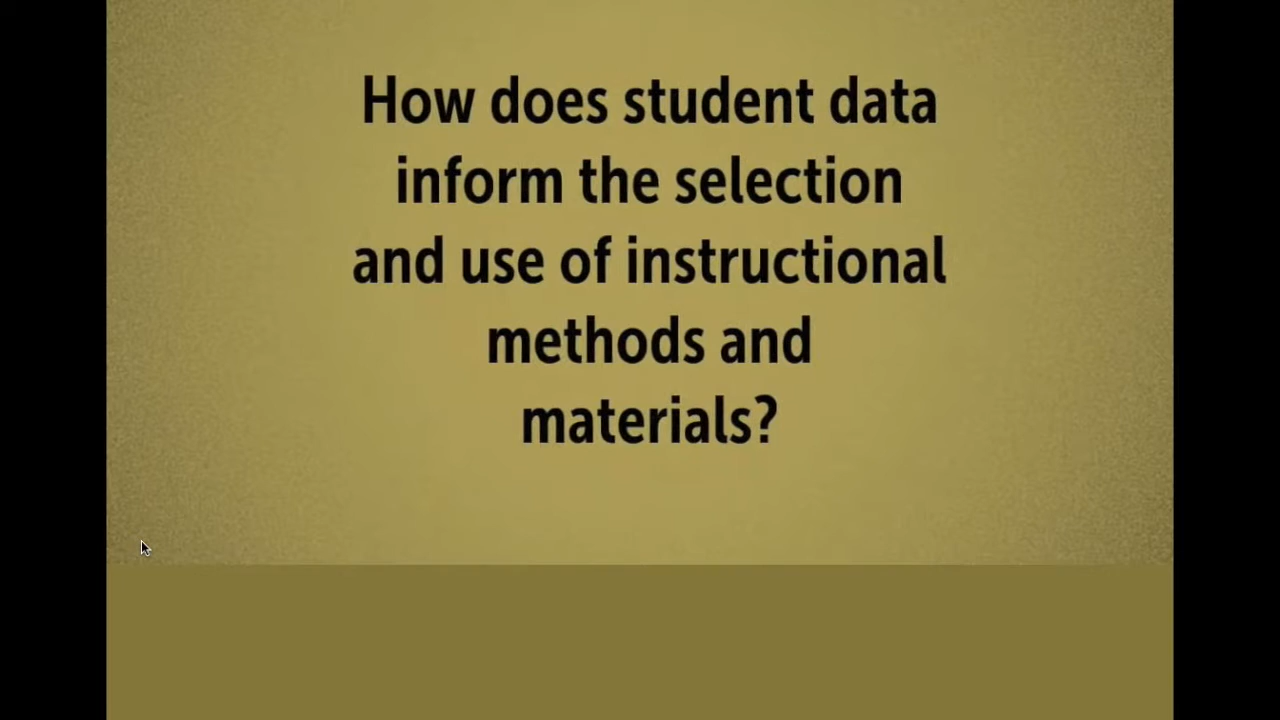 How does student data
inform the selection
and use of instructional
methods and
materials?